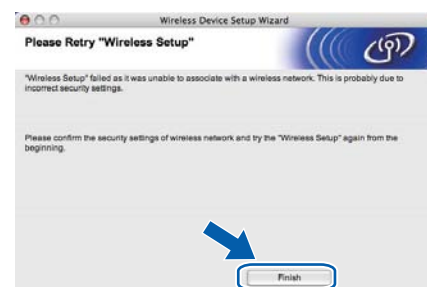 Wireless Device Setup Wizard
Please Retry "Wireless Setup"
"Wireless Setup" failed as it was unable to associate with a wireless network. This is probably due to
incorrect security settings.
Please confirm the security settings of wireless network and try the "Wireless Setup" again from the
beginning.
Finish